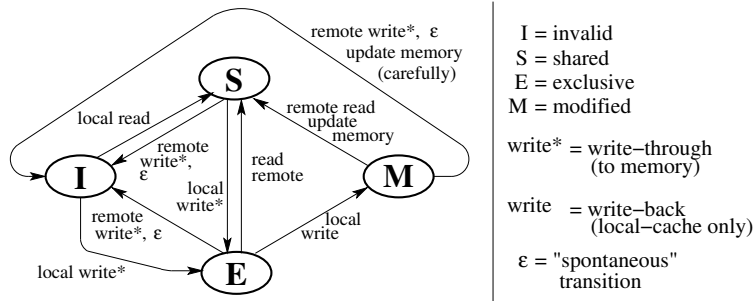 remote write*, ε
update memory
(carefully)
S
local read
remote read
update
memory
remote
write*,
ε
read
remote
I
M
local
write*
remote
write*, ε
local
write
local write*
E
I = invalid
S = shared
E = exclusive
M = modified
write* = write−through
(to memory)
write = write−back
(local−cache only)
ε = "spontaneous"
transition